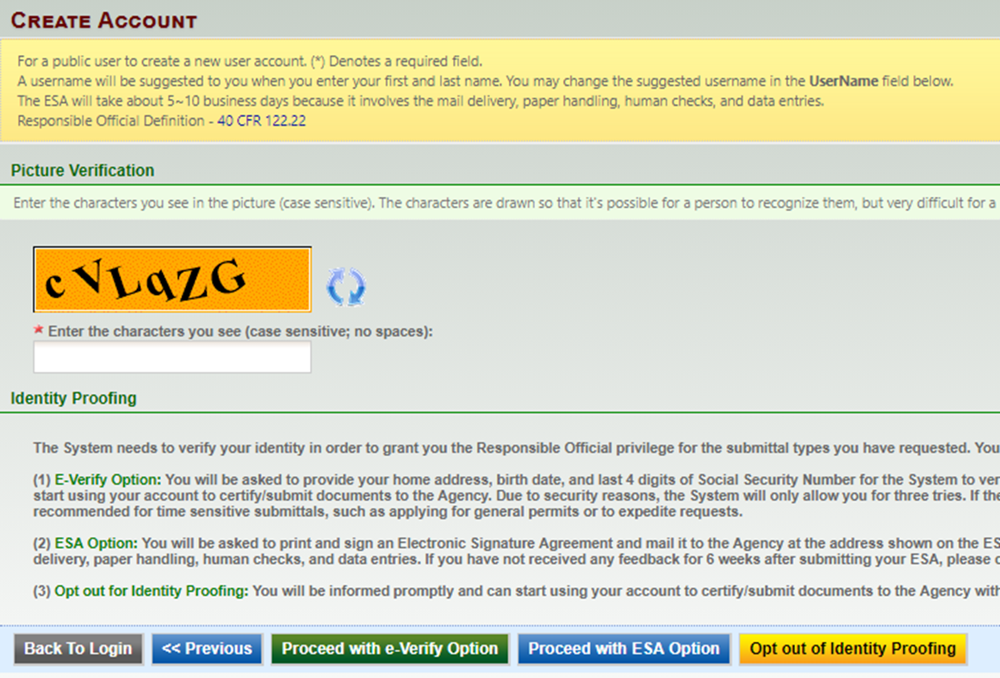 CREATE ACCOUNT
For a public user to create a new user account. (*) Denotes a required field.
A username will be suggested to you when you enter your first and last name. You may change the suggested username in the UserName field below.
The ESA will take about 5~10 business days because it involves the mail delivery, paper handling, human checks, and data entries.
Responsible Official Definition - 40 CFR 122.22
Picture Verification
Enter the characters you see in the picture (case sensitive). The characters are drawn so that it's possible for a person to recognize them, but very difficult for a
cVLqZG
* Enter the characters you see (case sensitive; no spaces):
Identity Proofing
The System needs to verify your identity in order to grant you the Responsible Official privilege for the submittal types you have requested. You
(1) E-Verify Option: You will be asked to provide your home address, birth date, and last 4 digits of Social Security Number for the System to ver
start using your account to certify/submit documents to the Agency. Due to security reasons, the System will only allow you for three tries. If the
recommended for time sensitive submittals, such as applying for general permits or to expedite requests.
(2) ESA Option: You will be asked to print and sign an Electronic Signature Agreement and mail it to the Agency at the address shown on the ES
delivery, paper handling, human checks, and data entries. If you have not received any feedback for 6 weeks after submitting your ESA, please c
(3) Opt out for Identity Proofing: You will be informed promptly and can start using your account to certify/submit documents to the Agency with
Back To Login << Previous Proceed with e-Verify Option Proceed with ESA Option Opt out of Identity Proofing